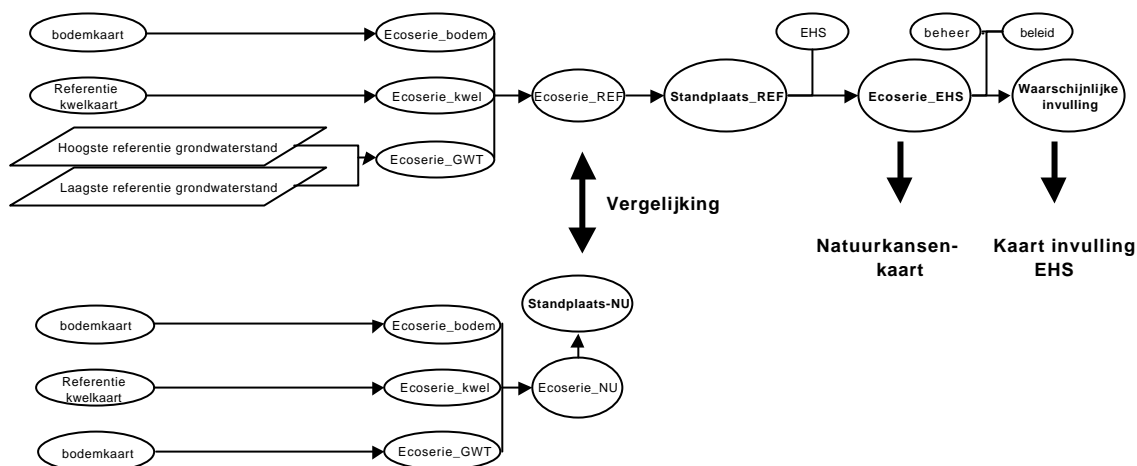 bodemkaart
Ecoserie_bodem
EHS
beheer
beleid
Referentie
kwelkaart
Ecoserie_kwel
Ecoserie_REF
Standplaats_REF
Ecoserie_EHS
Waarschijnlijke
invulling
Hoogste referentie grondwaterstand
Ecoserie_GWT
Laagste referentie grondwaterstand
Vergelijking
Natuurkansen-
kaart
Kaart invulling
EHS
Standplaats-NU
bodemkaart
Ecoserie_bodem
Referentie
kwelkaart
Ecoserie_kwel
Ecoserie_NU
bodemkaart
Ecoserie_GWT